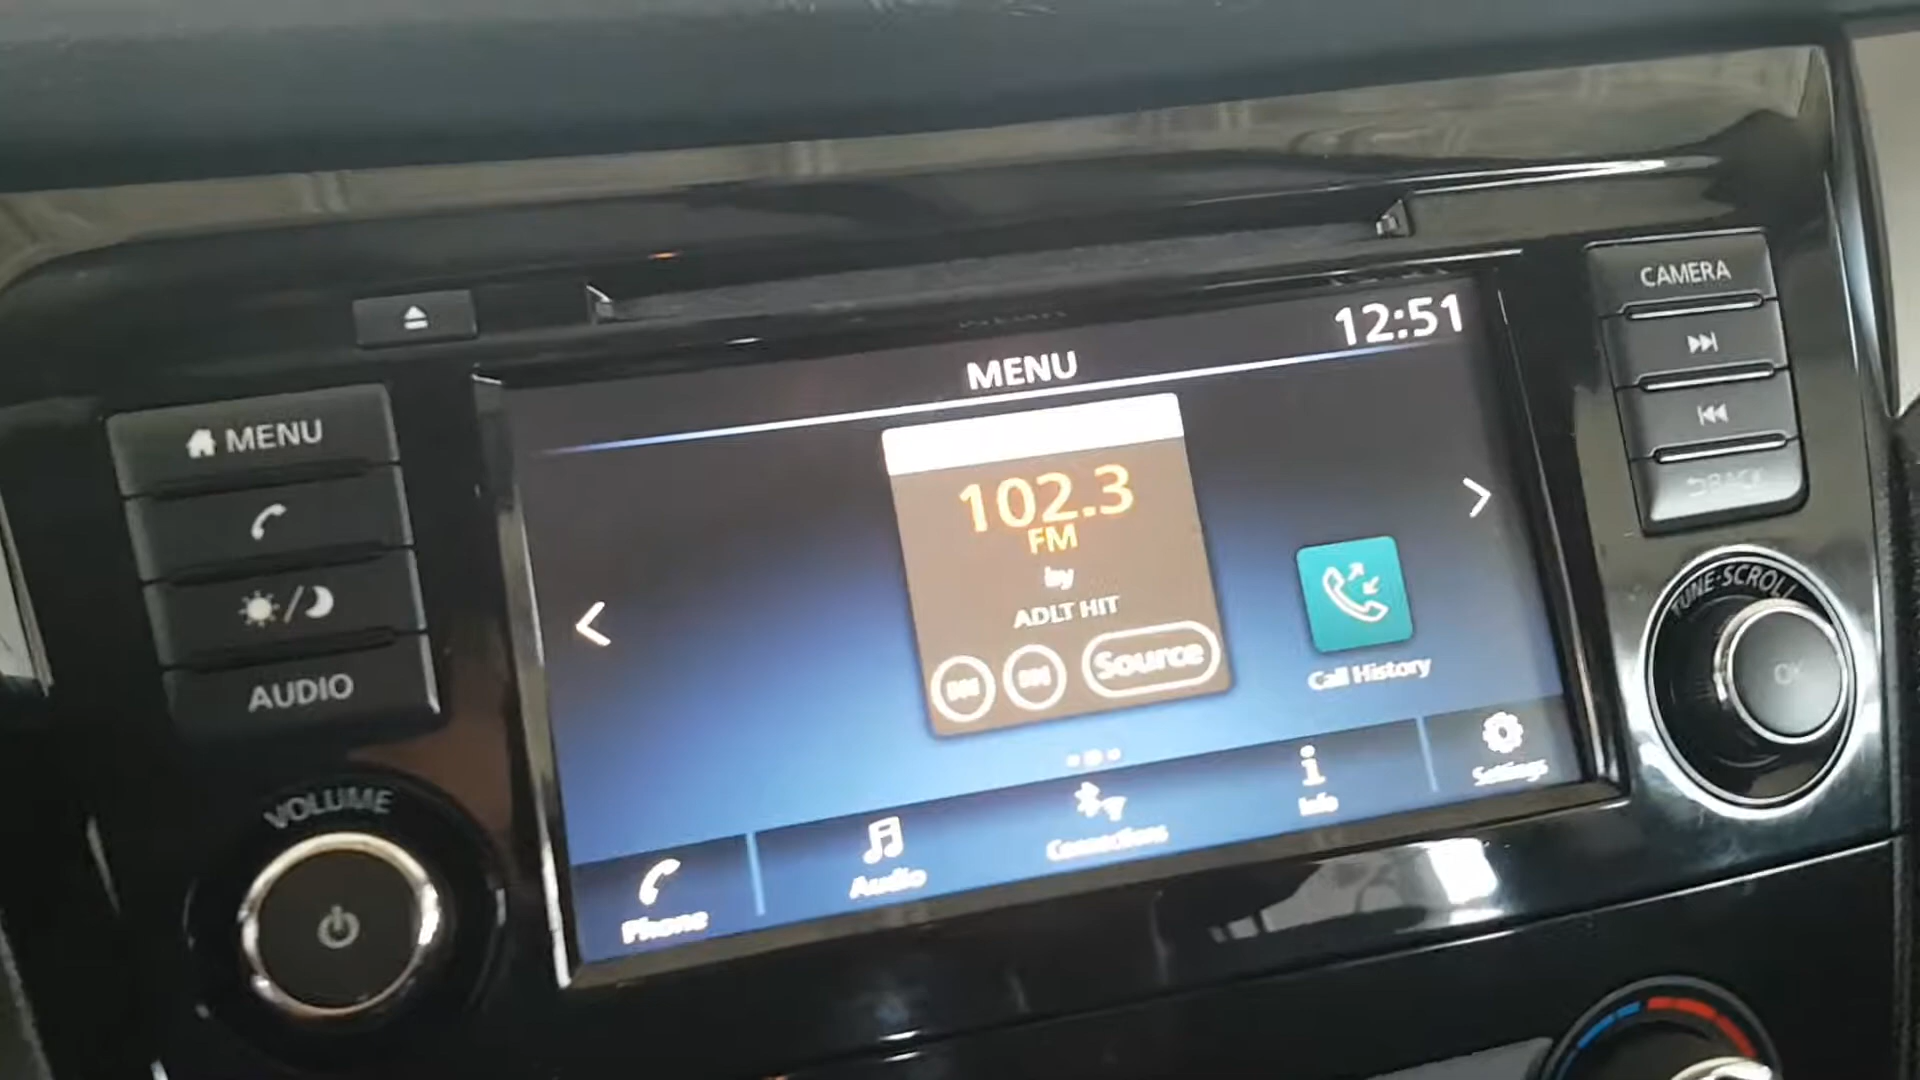 CAMERA
12:51
MENU
MENU
102.3
FM
by
ADLT HIT
Source
Call History
BACK
TUNE·SCROLL
OK
AUDIO
VOLUME
Settings
Info
Connections
Audio
Phone